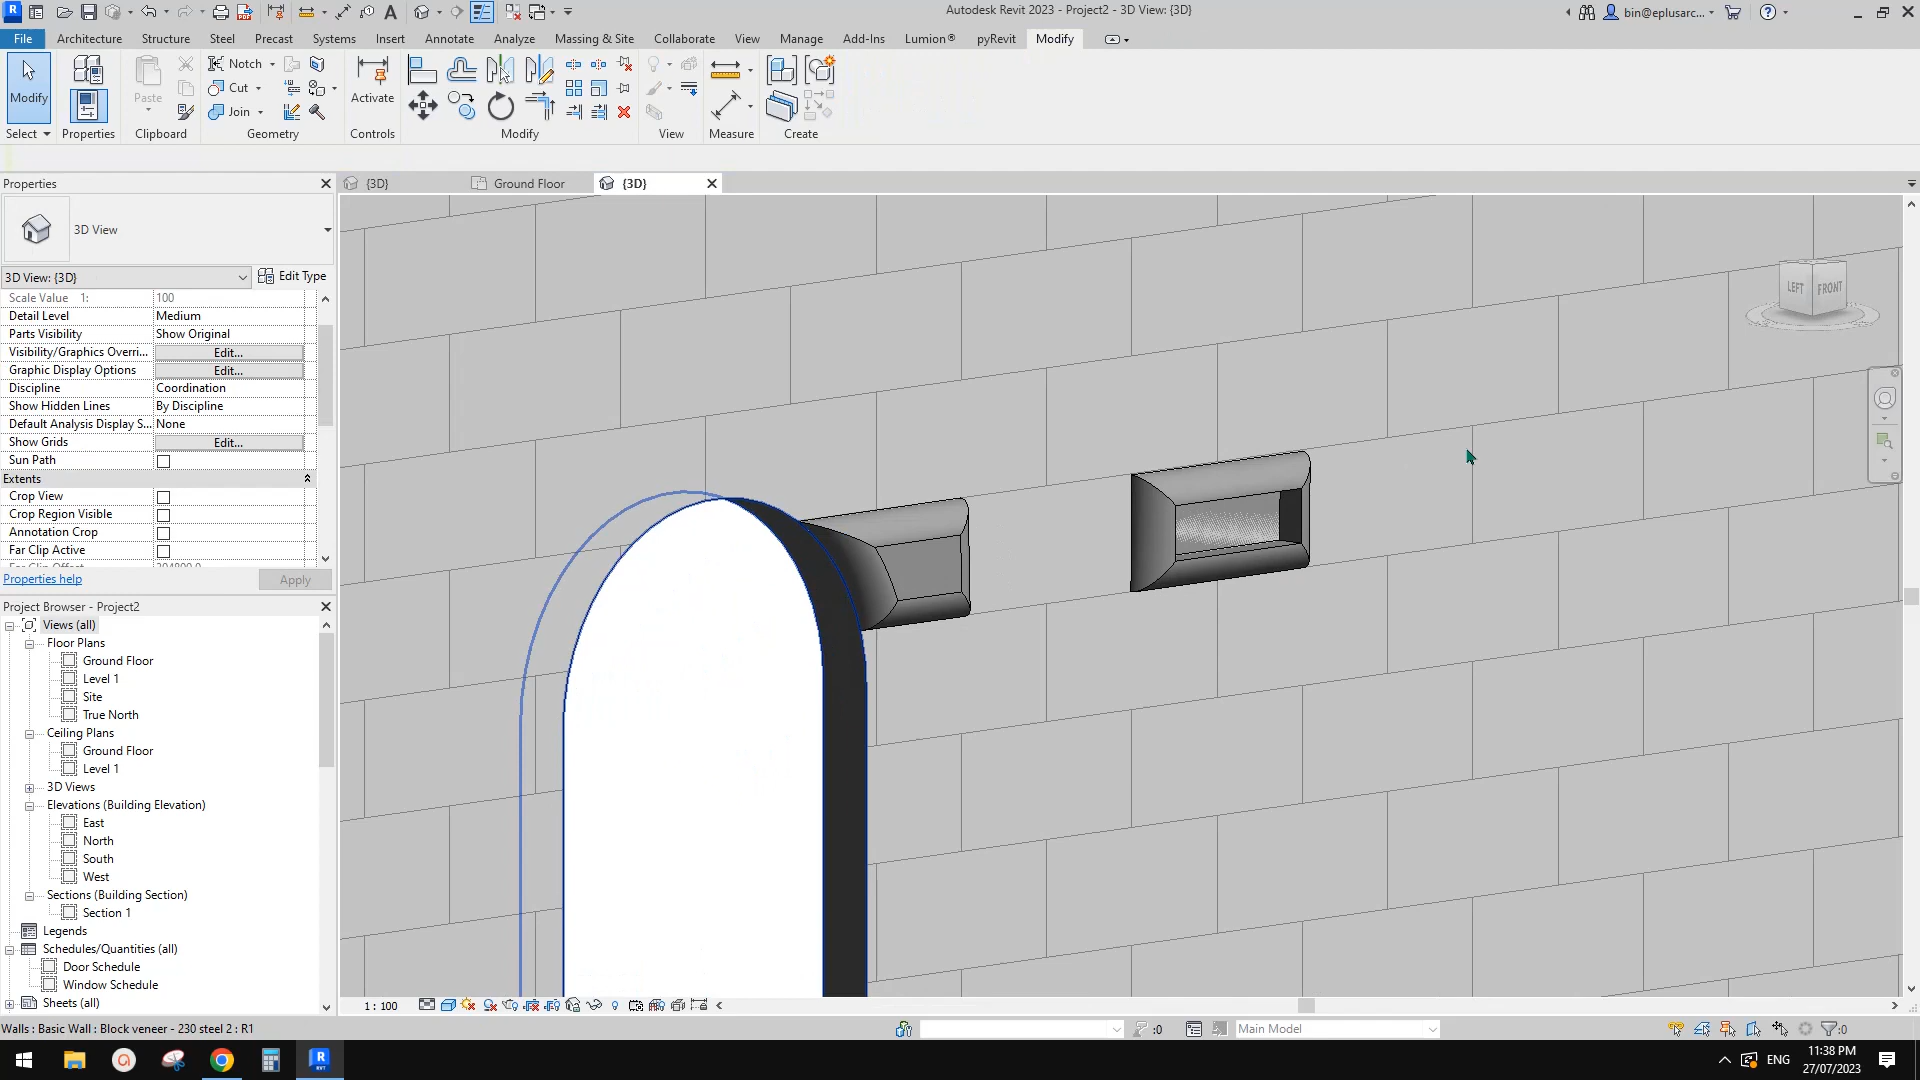 Autodesk Revit 2023 - Project2 - 3D View: {3D}
bin@eplusarc...
File Architecture Structure Steel Precast Systems Insert Annotate Analyze Massing & Site Collaborate View Manage Add-Ins Lumion® pyRevit Modify
Modify
Paste
Notch
Cut
Join
Activate
Select Properties Clipboard Geometry Controls Modify View Measure Create
Properties
{3D} Ground Floor {3D}
3D View
3D View: {3D} Edit Type
Scale Value 1: 100
Detail Level Medium
Parts Visibility Show Original
Visibility/Graphics Overri... Edit...
Graphic Display Options Edit...
Discipline Coordination
Show Hidden Lines By Discipline
Default Analysis Display S... None
Show Grids Edit...
Sun Path
Extents
Crop View
Crop Region Visible
Annotation Crop
Far Clip Active
Far Clip Offset 304800.0
Properties help Apply
Project Browser - Project2
Views (all)
Floor Plans
Ground Floor
Level 1
Site
True North
Ceiling Plans
Ground Floor
Level 1
3D Views
Elevations (Building Elevation)
East
North
South
West
Sections (Building Section)
Section 1
Legends
Schedules/Quantities (all)
Door Schedule
Window Schedule
Sheets (all)
LEFT FRONT
1 : 100
Walls : Basic Wall : Block veneer - 230 steel 2 : R1
:0
Main Model
:0
ENG
11:38 PM
27/07/2023